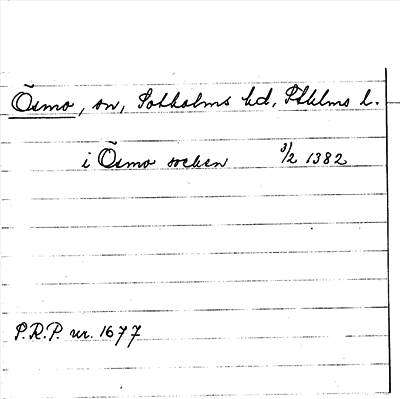 Ösmo, sn, Sotholms hd, Sthlms l.
i Ösmo socken 3/2 1382
P.R.P. nr. 1677